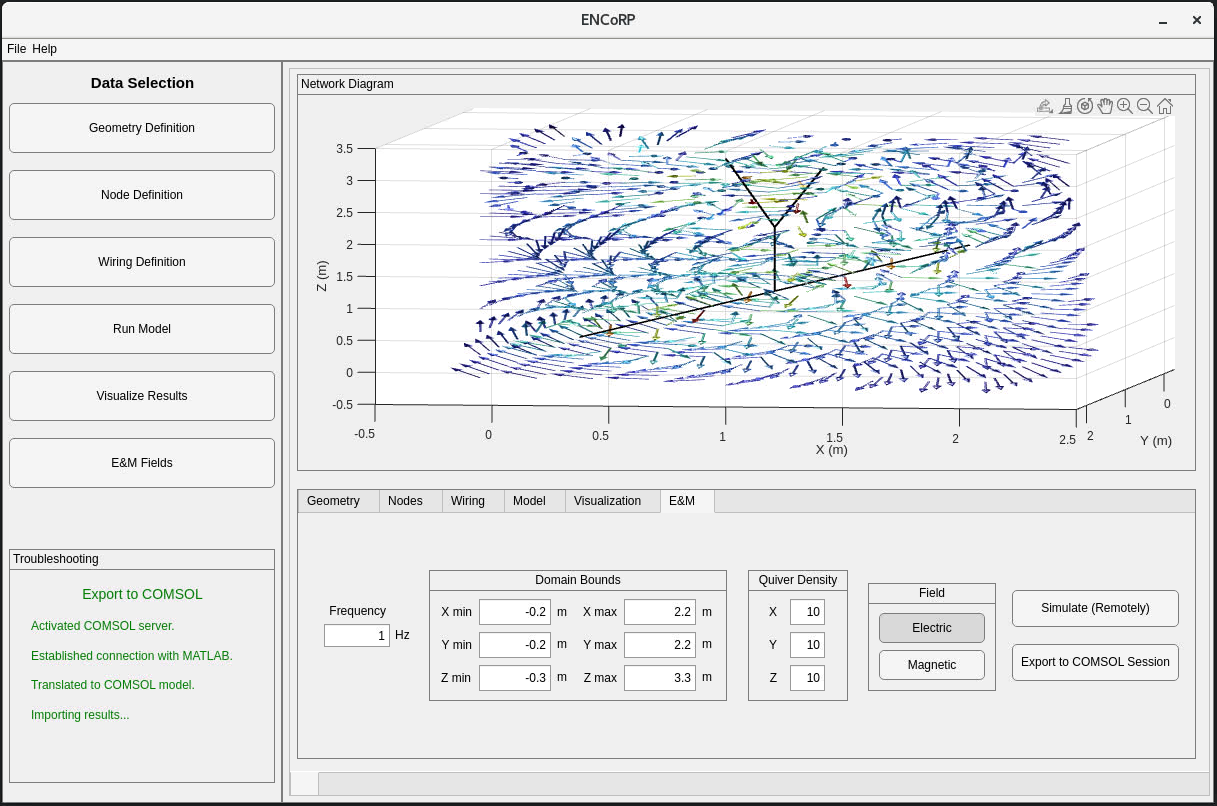 ENCoRP
File Help
Data Selection
Geometry Definition
Node Definition
Wiring Definition
Run Model
Visualize Results
E&M Fields
Troubleshooting
Export to COMSOL
Activated COMSOL server.
Established connection with MATLAB.
Translated to COMSOL model.
Importing results...
Network Diagram
3.5
3
2.5
2
1.5
1
0.5
0
-0.5
Z (m)
-0.5 0 0.5 1 1.5 2 2.5
X (m)
2 1 0
Y (m)
Geometry Nodes Wiring Model Visualization E&M
Frequency
1 Hz
Domain Bounds
X min -0.2 m X max 2.2 m
Y min -0.2 m Y max 2.2 m
Z min -0.3 m Z max 3.3 m
Quiver Density
X 10
Y 10
Z 10
Field
Electric
Magnetic
Simulate (Remotely)
Export to COMSOL Session